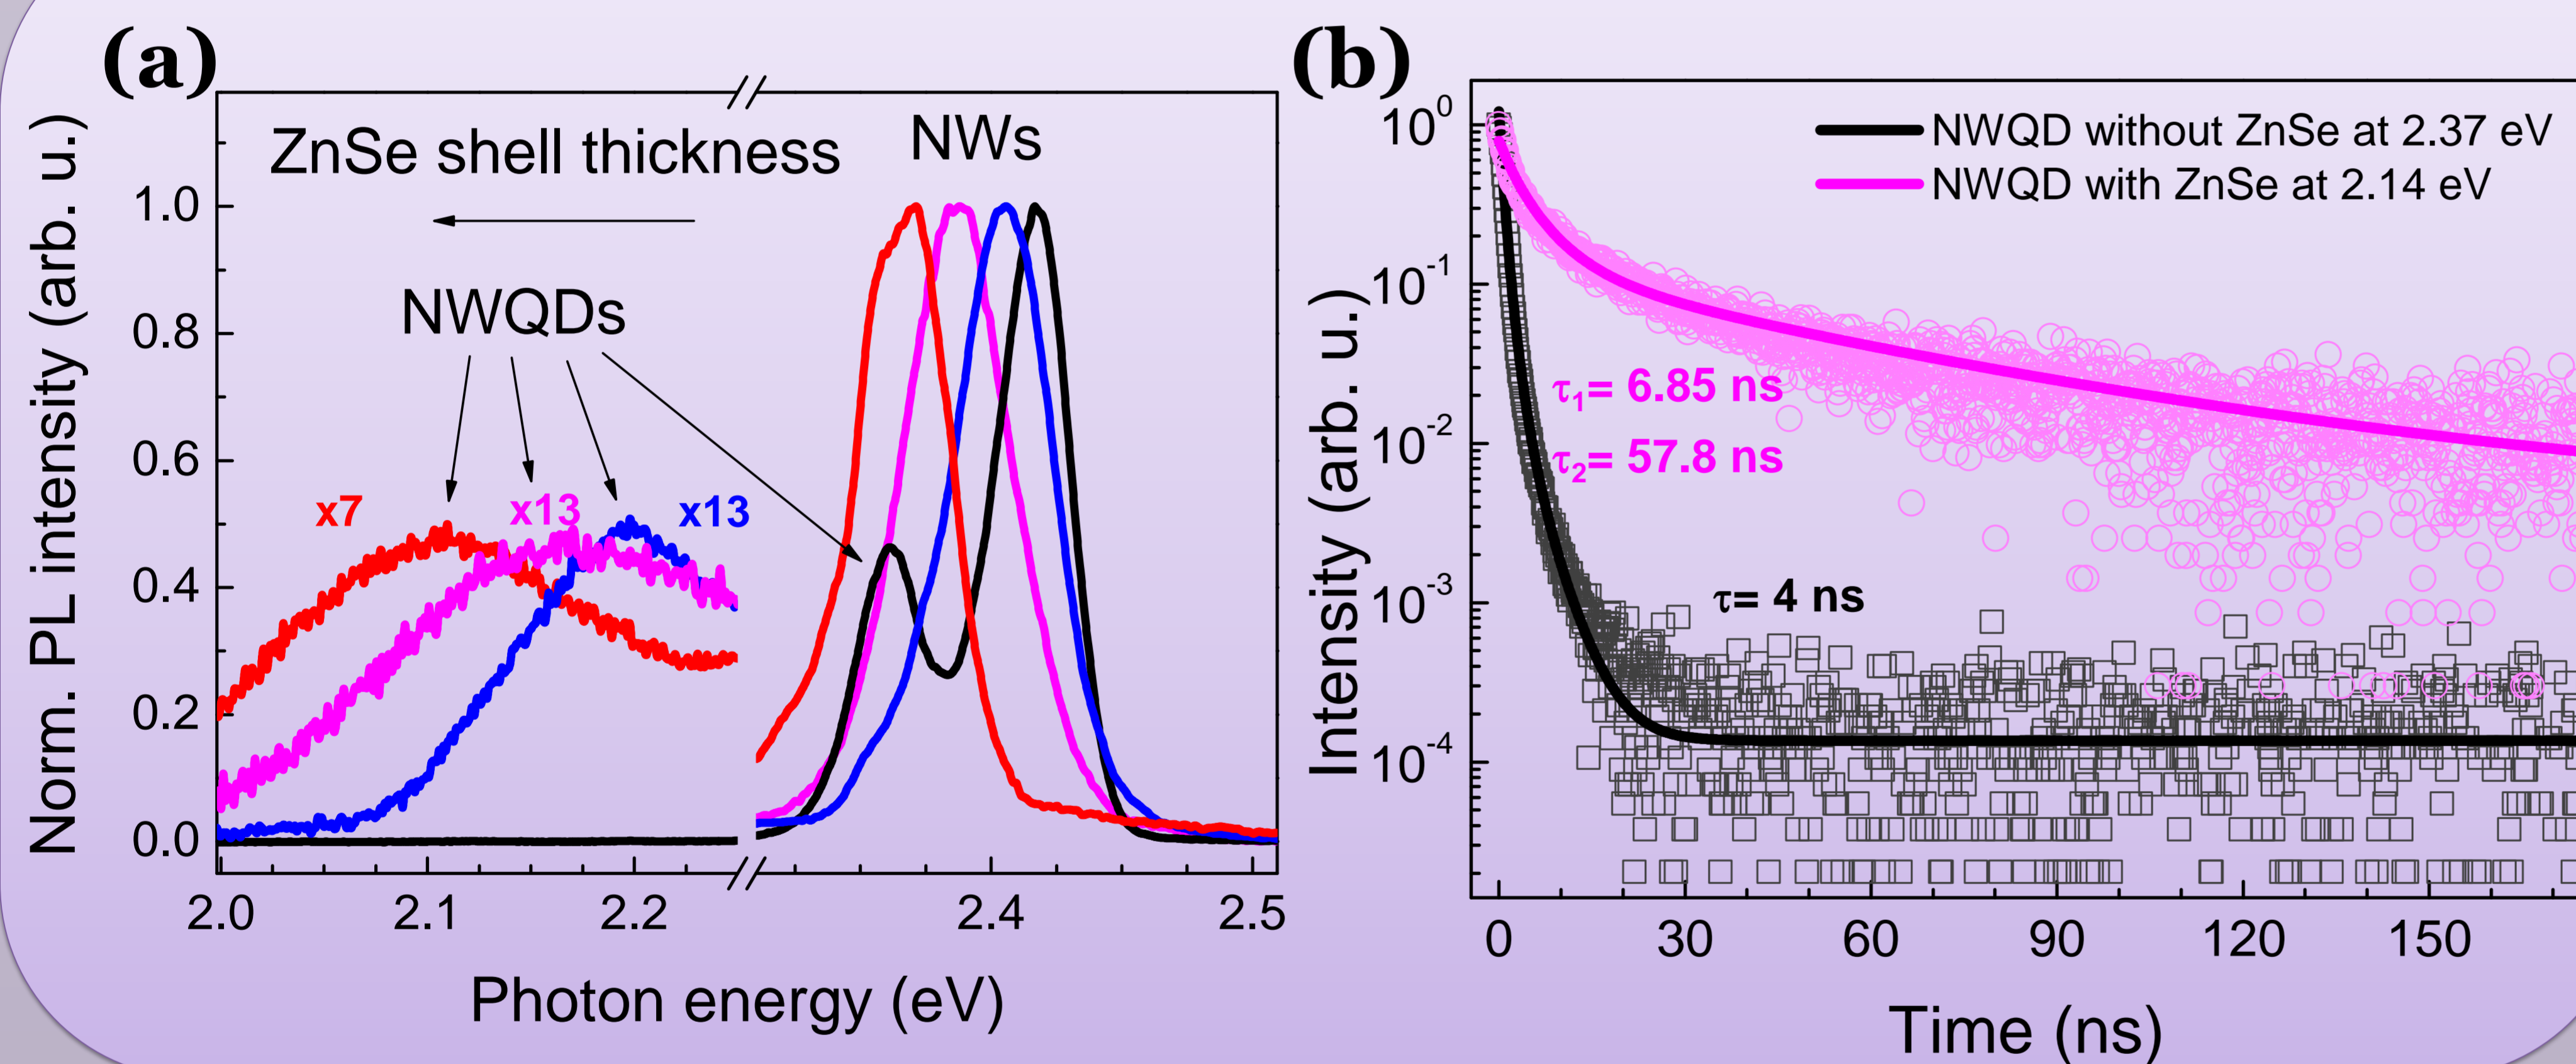 (a)
ZnSe shell thickness
NWs
NWQDs
x7
x13
x13
Norm. PL intensity (arb. u.)
1.0
0.8
0.6
0.4
0.2
0.0
2.0
2.1
2.2
2.4
2.5
Photon energy (eV)
(b)
NWQD without ZnSe at 2.37 eV
NWQD with ZnSe at 2.14 eV
τ₁= 6.85 ns
τ₂= 57.8 ns
τ= 4 ns
Intensity (arb. u.)
10⁰
10⁻¹
10⁻²
10⁻³
10⁻⁴
0
30
60
90
120
150
Time (ns)